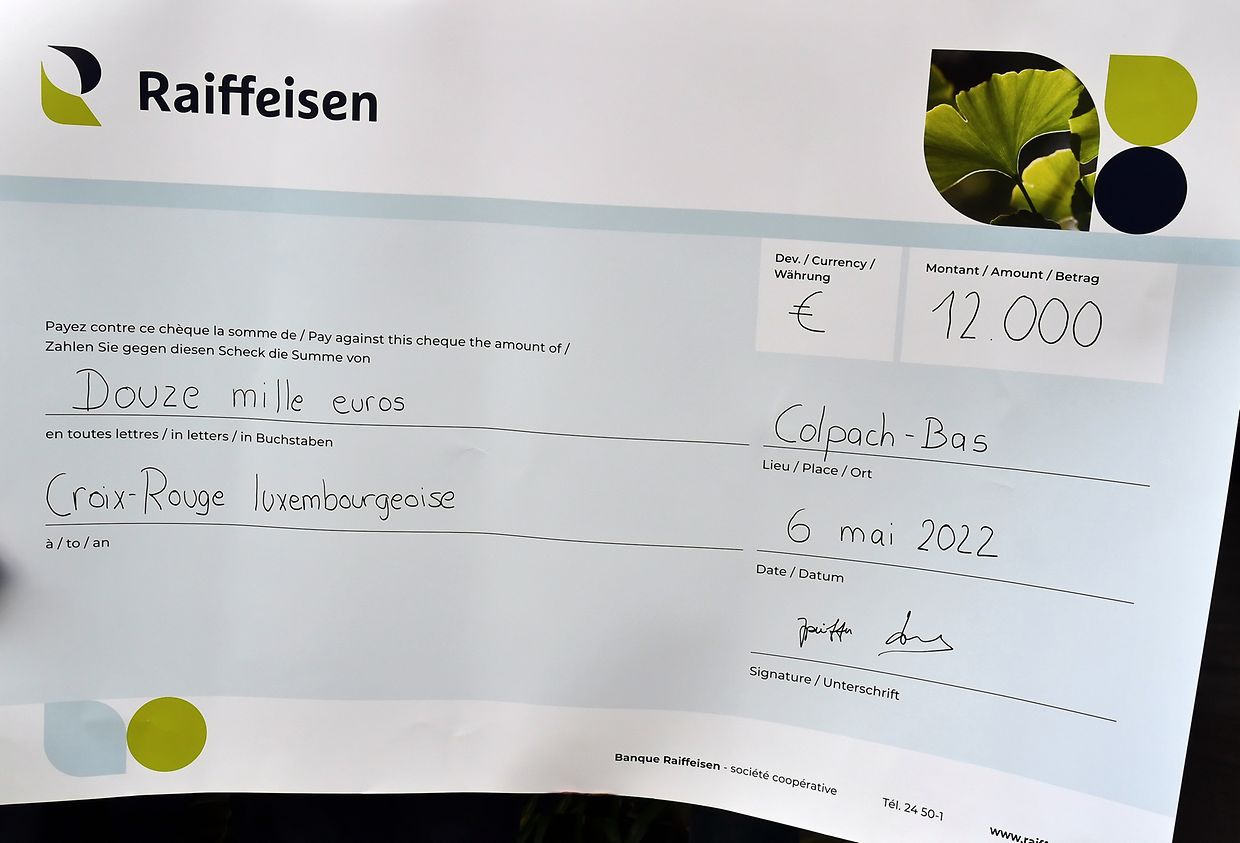 Raiffeisen
Dev. / Currency /
Währung
€
Montant / Amount / Betrag
12.000
Payez contre ce chèque la somme de / Pay against this cheque the amount of /
Zahlen Sie gegen diesen Scheck die Summe von
Douze mille euros
en toutes lettres / in letters / in Buchstaben
Colpach-Bas
Lieu / Place / Ort
Croix-Rouge luxembourgeoise
à / to / an
6 mai 2022
Date / Datum
Signature / Unterschrift
Banque Raiffeisen - société coopérative
Tél. 24 50-1